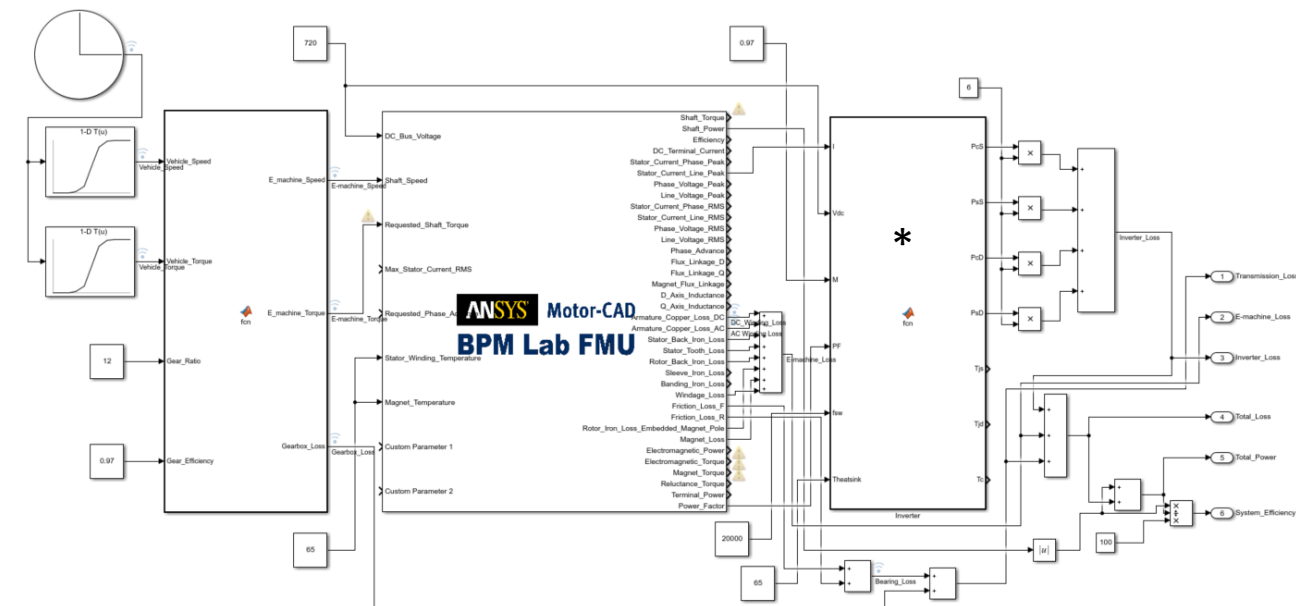 720
0.97
6
1-D T(u)
Vehicle_Speed
Vehicle_Speed
E_machine_Speed
E-machine_Speed
1-D T(u)
Vehicle_Torque
Vehicle_Torque
fcn
E_machine_Torque
E-machine_Torque
12
Gear_Ratio
0.97
Gear_Efficiency
Gearbox_Loss
Gearbox_Loss
65
DC_Bus_Voltage
Shaft_Speed
Requested_Shaft_Torque
Max_Stator_Current_RMS
Requested_Phase_Ad
Stator_Winding_Temperature
Magnet_Temperature
Custom Parameter 1
Custom Parameter 2
ANSYS Motor-CAD
BPM Lab FMU
Shaft_Torque
Shaft_Power
Efficiency
DC_Terminal_Current
Stator_Current_Phase_Peak
Stator_Current_Line_Peak
Phase_Voltage_Peak
Line_Voltage_Peak
Stator_Current_Phase_RMS
Stator_Current_Line_RMS
Phase_Voltage_RMS
Line_Voltage_RMS
Phase_Advance
Flux_Linkage_D
Flux_Linkage_Q
Magnet_Flux_Linkage
D_Axis_Inductance
Q_Axis_Inductance
Armature_Copper_Loss_DC
Armature_Copper_Loss_AC
Stator_Back_Iron_Loss
Stator_Tooth_Loss
Rotor_Back_Iron_Loss
Sleeve_Iron_Loss
Banding_Iron_Loss
Windage_Loss
Friction_Loss_F
Friction_Loss_R
Rotor_Iron_Loss_Embedded_Magnet_Pole
Magnet_Loss
Electromagnetic_Power
Electromagnetic_Torque
Magnet_Torque
Reluctance_Torque
Terminal_Power
Power_Factor
DC_Winding_Loss
AC Winding Loss
E-machine_Loss
20000
65
I
Vdc
M
PF
fsw
Theatsink
*
fcn
PcS
PsS
PcD
PsD
Tjs
Tjd
Tc
Inverter
×
×
×
×
Inverter_Loss
1 Transmission_Loss
2 E-machine_Loss
3 Inverter_Loss
4 Total_Loss
5 Total_Power
6 System_Efficiency
100
|u|
Bearing_Loss